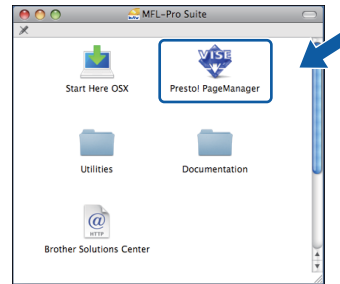 MFL-Pro Suite
VISE
Start Here OSX
Presto! PageManager
Utilities
Documentation
@
HTTP
Brother Solutions Center